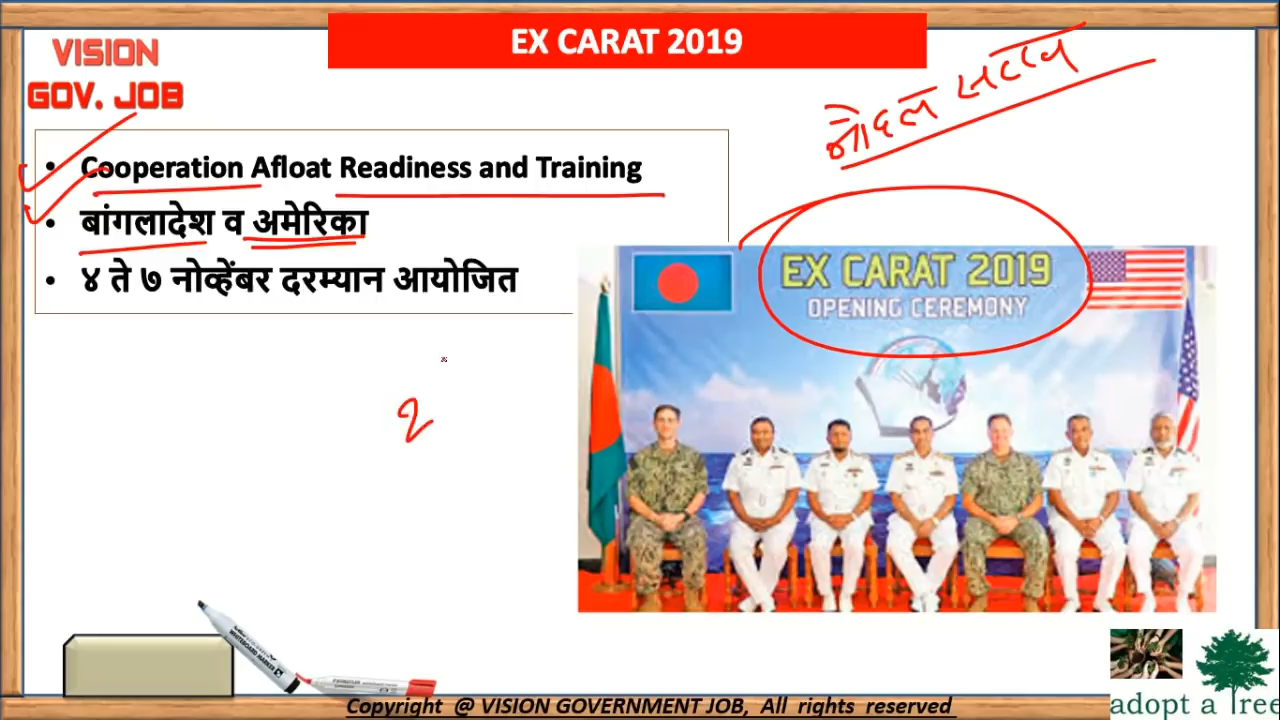 EX CARAT 2019
VISION
GOV. JOB
नौदल सराव
• Cooperation Afloat Readiness and Training
• बांगलादेश व अमेरिका
• ४ ते ७ नोव्हेंबर दरम्यान आयोजित
EX CARAT 2019
OPENING CEREMONY
Copyright @ VISION GOVERNMENT JOB, All rights reserved
adopt a Tree